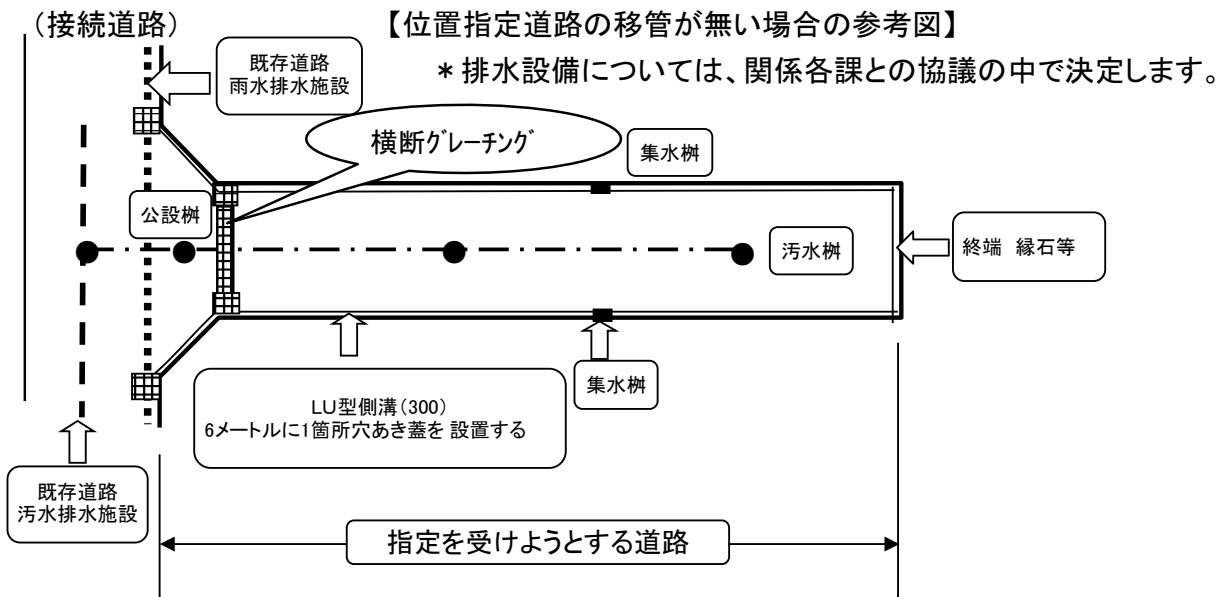 (接続道路)
【位置指定道路の移管が無い場合の参考図】
*排水設備については、関係各課との協議の中で決定します。
既存道路
雨水排水施設
横断グレーチング
集水桝
公設桝
汚水桝
終端 縁石等
集水桝
LU型側溝(300)
6メートルに1箇所穴あき蓋を 設置する
既存道路
汚水排水施設
指定を受けようとする道路